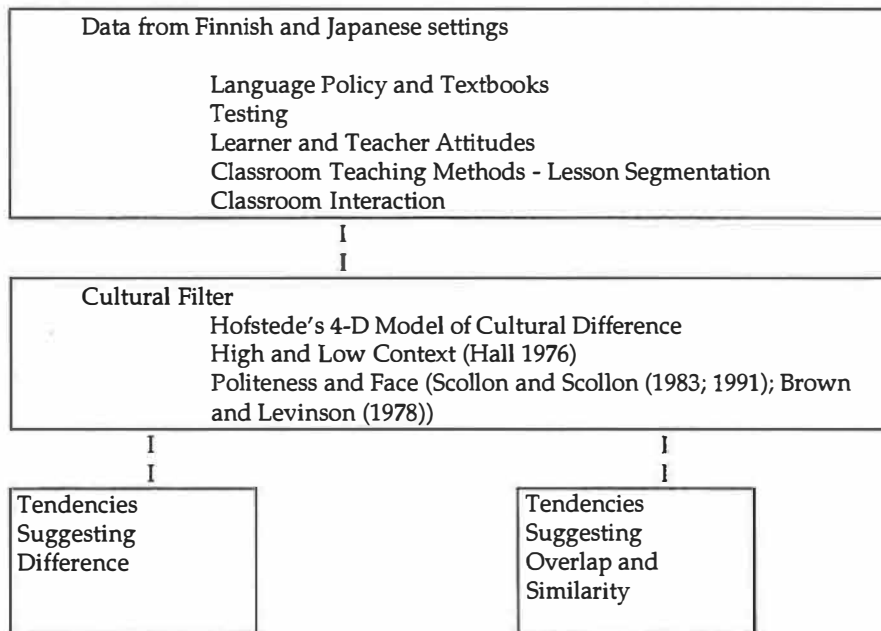 Data from Finnish and Japanese settings
Language Policy and Textbooks
Testing
Learner and Teacher Attitudes
Classroom Teaching Methods - Lesson Segmentation
Classroom Interaction
Cultural Filter
Hofstede's 4-D Model of Cultural Difference
High and Low Context (Hall 1976)
Politeness and Face (Scollon and Scollon (1983; 1991); Brown
and Levinson (1978))
Tendencies
Suggesting
Difference
Tendencies
Suggesting
Overlap and
Similarity